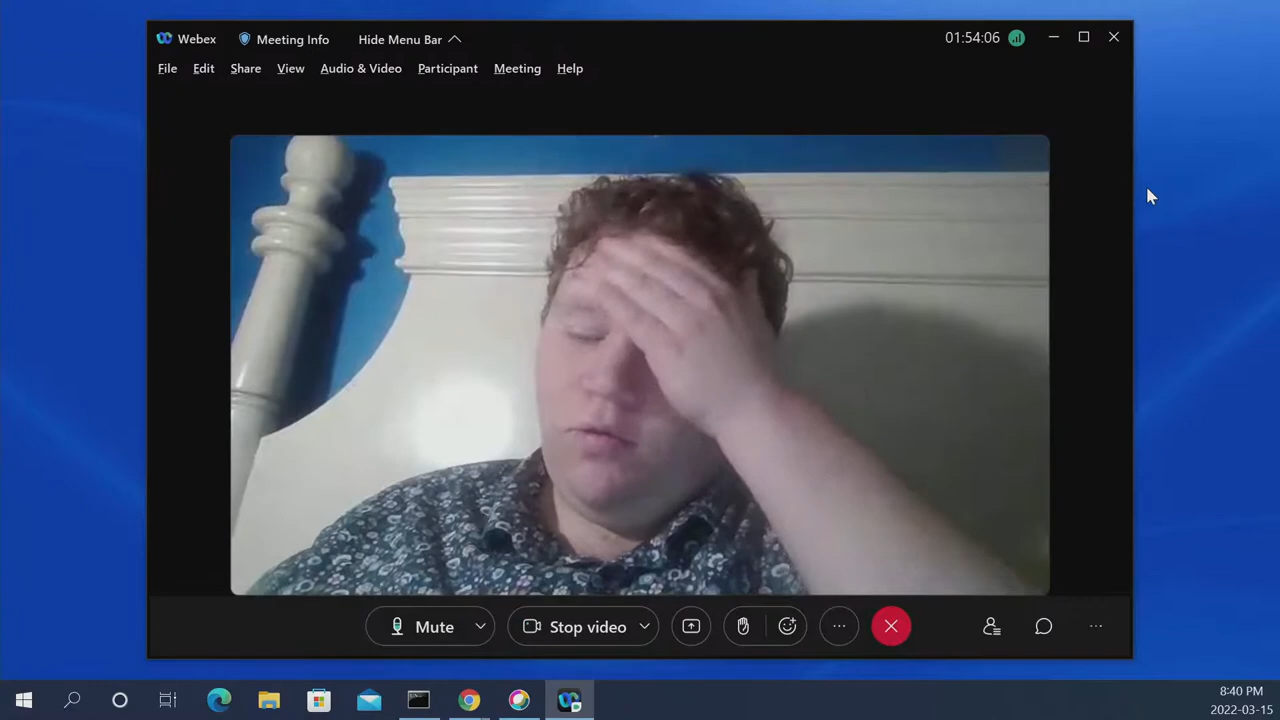 Webex Meeting Info Hide Menu Bar 01:54:06
File Edit Share View Audio & Video Participant Meeting Help
Mute Stop video
8:40 PM
2022-03-15